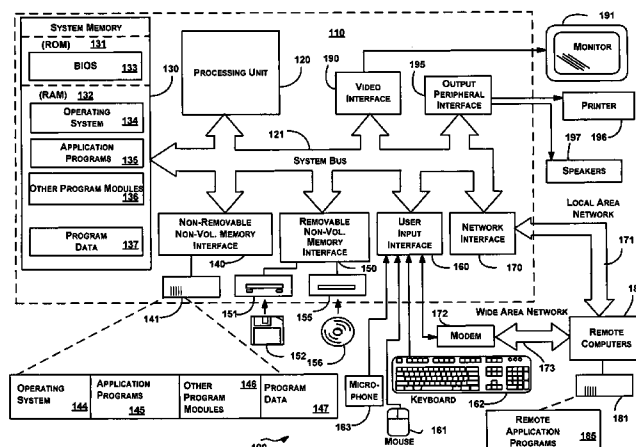 SYSTEM MEMORY
(ROM) 131
BIOS 133
(RAM) 132
OPERATING SYSTEM 134
APPLICATION PROGRAMS 135
OTHER PROGRAM MODULES 136
PROGRAM DATA 137
130
PROCESSING UNIT
120
110
190
VIDEO INTERFACE
195
OUTPUT PERIPHERAL INTERFACE
191
MONITOR
PRINTER
196
197
SPEAKERS
121
SYSTEM BUS
NON-REMOVABLE NON-VOL. MEMORY INTERFACE
140
REMOVABLE NON-VOL. MEMORY INTERFACE
150
USER INPUT INTERFACE
160
NETWORK INTERFACE
170
LOCAL AREA NETWORK
171
141
151
152
155
156
172
MODEM
WIDE AREA NETWORK
173
REMOTE COMPUTERS
181
OPERATING SYSTEM 144
APPLICATION PROGRAMS 145
OTHER PROGRAM MODULES 146
PROGRAM DATA 147
MICRO-PHONE
163
KEYBOARD
162
MOUSE
161
REMOTE APPLICATION PROGRAMS